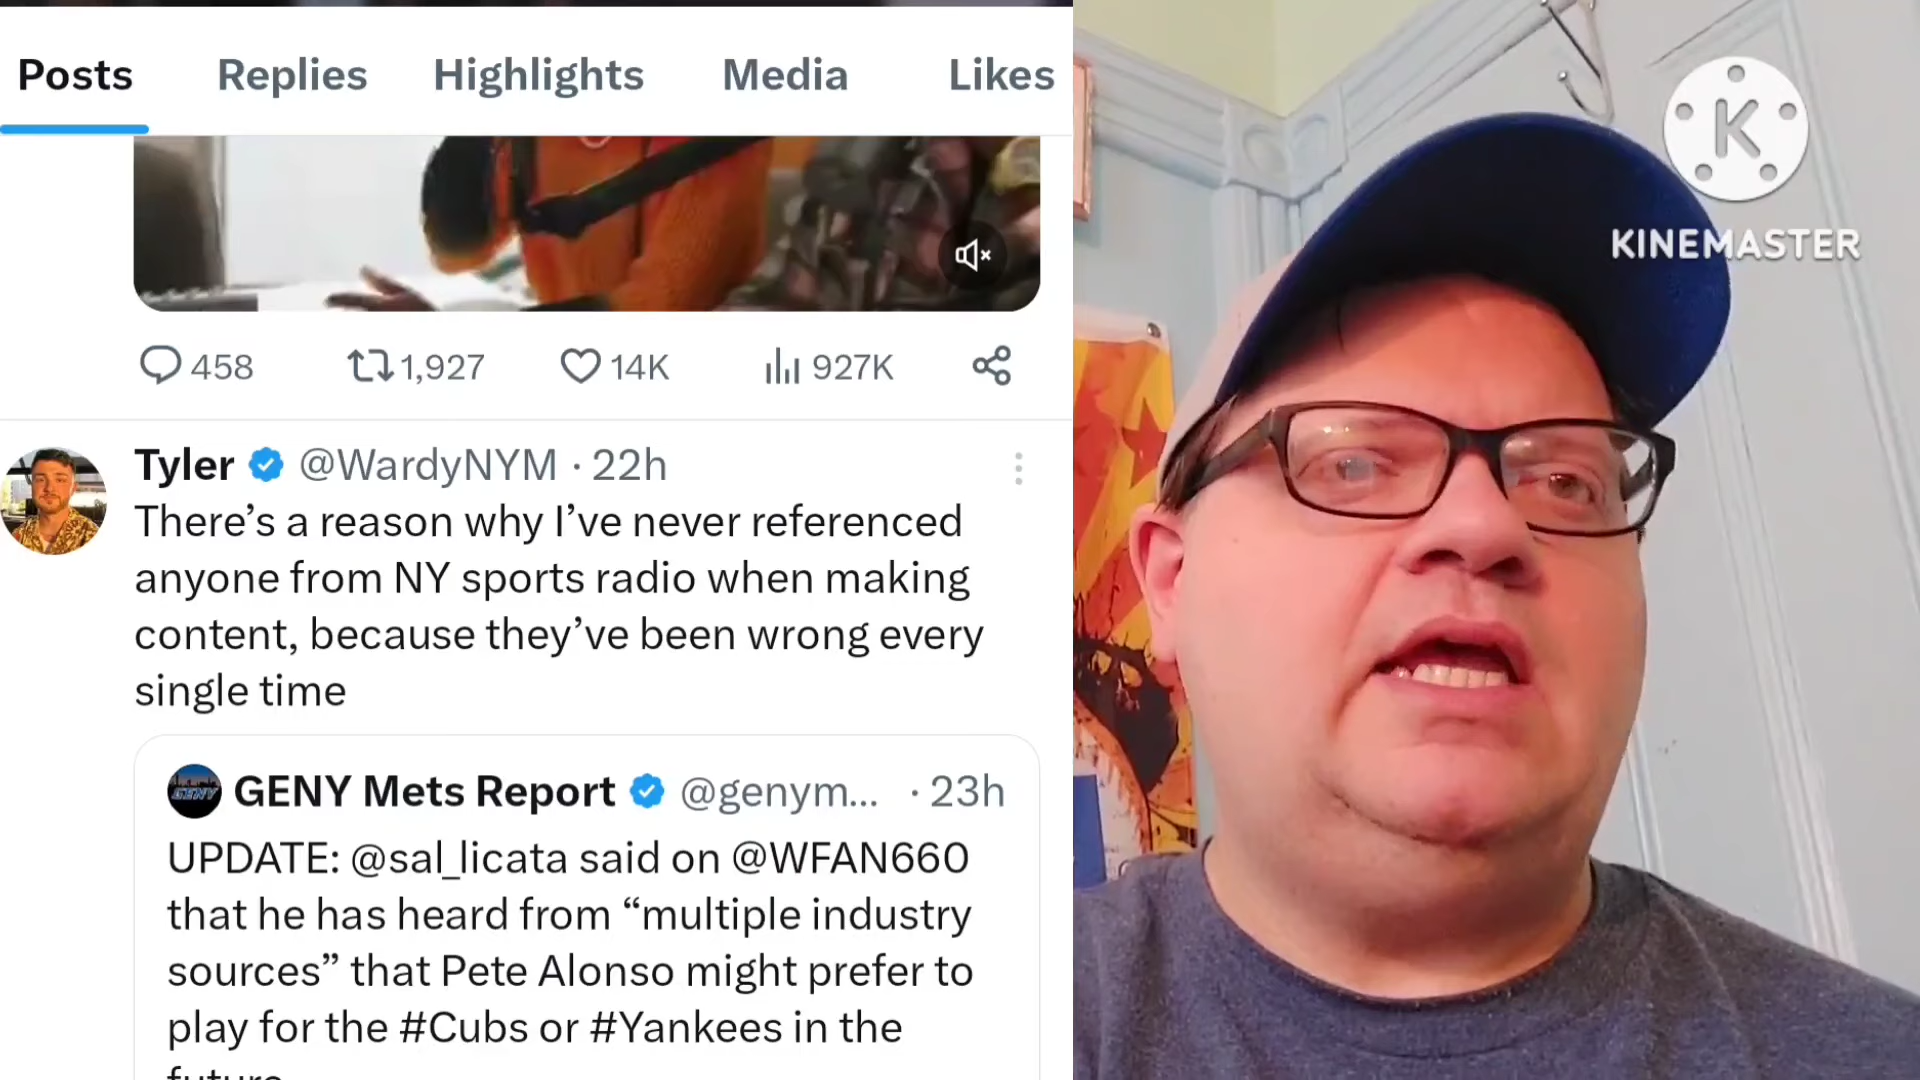 Posts Replies Highlights Media Likes
458 1,927 14K 927K
Tyler @WardyNYM · 22h
There’s a reason why I’ve never referenced
anyone from NY sports radio when making
content, because they’ve been wrong every
single time
GENY
GENY Mets Report @genym... · 23h
UPDATE: @sal_licata said on @WFAN660
that he has heard from “multiple industry
sources” that Pete Alonso might prefer to
play for the #Cubs or #Yankees in the
future
K
KINEMASTER